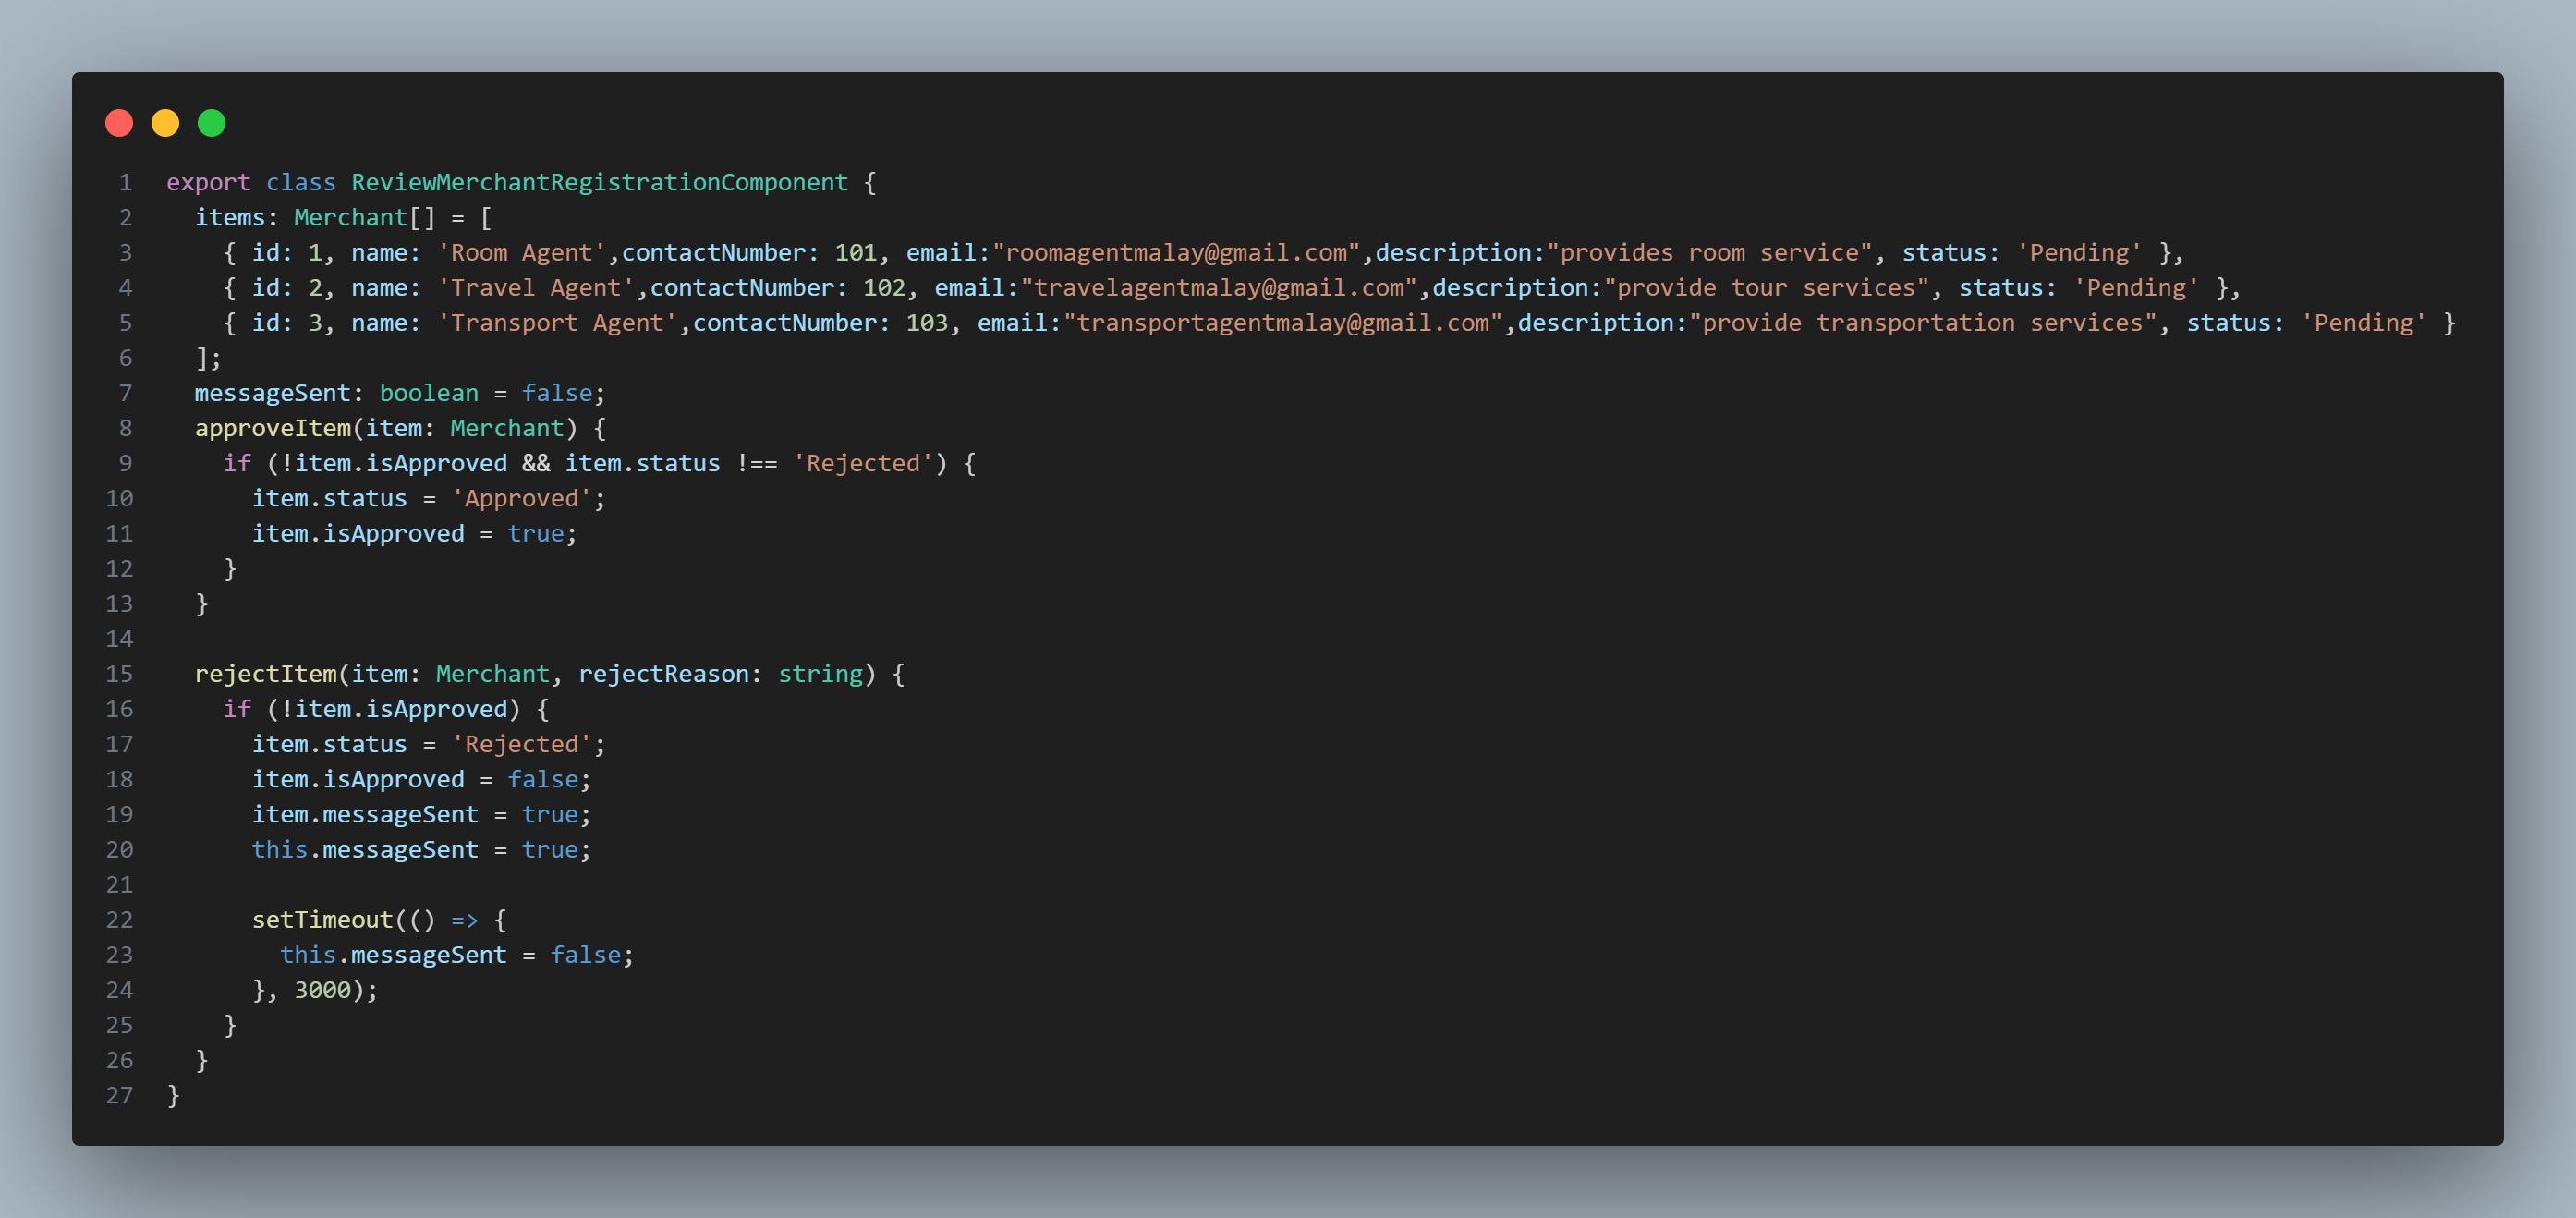 1 export class ReviewMerchantRegistrationComponent {
2   items: Merchant[] = [
3     { id: 1, name: 'Room Agent',contactNumber: 101, email:"roomagentmalay@gmail.com",description:"provides room service", status: 'Pending' },
4     { id: 2, name: 'Travel Agent',contactNumber: 102, email:"travelagentmalay@gmail.com",description:"provide tour services", status: 'Pending' },
5     { id: 3, name: 'Transport Agent',contactNumber: 103, email:"transportagentmalay@gmail.com",description:"provide transportation services", status: 'Pending' }
6   ];
7   messageSent: boolean = false;
8   approveItem(item: Merchant) {
9     if (!item.isApproved && item.status !== 'Rejected') {
10       item.status = 'Approved';
11       item.isApproved = true;
12     }
13   }
14
15   rejectItem(item: Merchant, rejectReason: string) {
16     if (!item.isApproved) {
17       item.status = 'Rejected';
18       item.isApproved = false;
19       item.messageSent = true;
20       this.messageSent = true;
21
22       setTimeout(() => {
23         this.messageSent = false;
24       }, 3000);
25     }
26   }
27 }